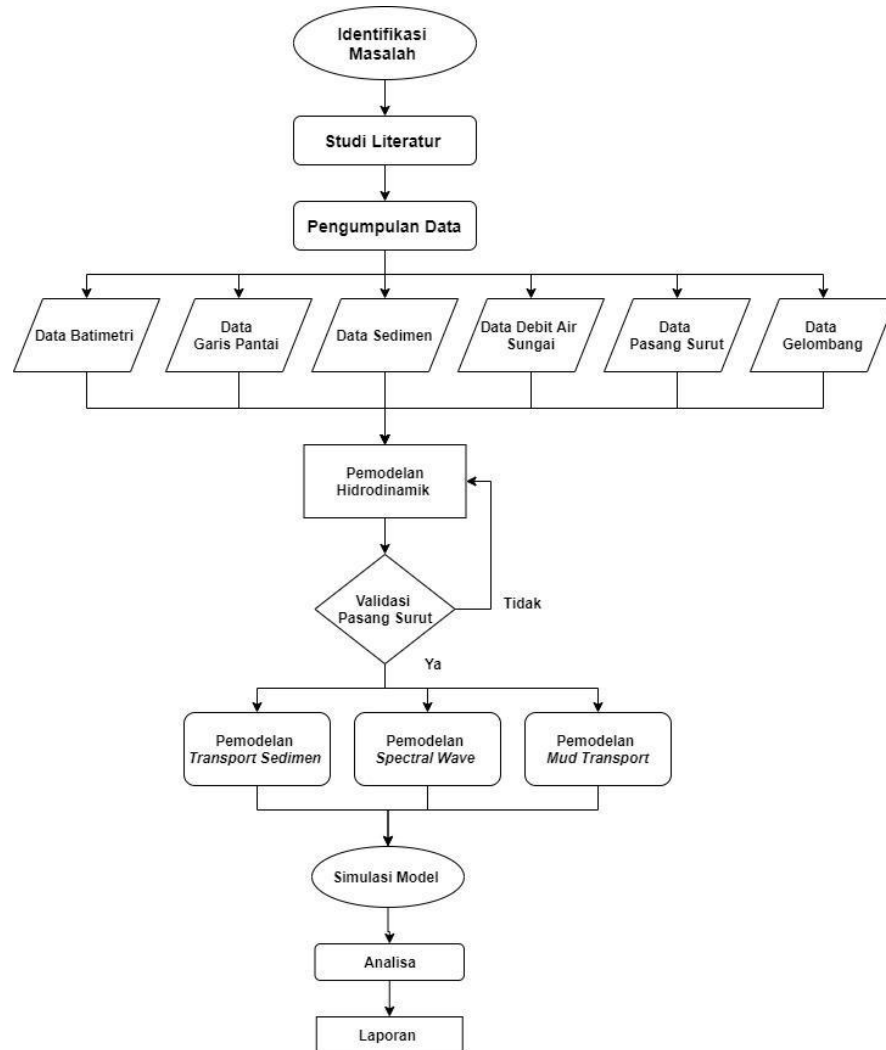 Identifikasi
Masalah
Studi Literatur
Pengumpulan Data
Data Batimetri
Data
Garis Pantai
Data Sedimen
Data Debit Air
Sungai
Data
Pasang Surut
Data
Gelombang
Pemodelan
Hidrodinamik
Validasi
Pasang Surut
Tidak
Ya
Pemodelan
Transport Sedimen
Pemodelan
Spectral Wave
Pemodelan
Mud Transport
Simulasi Model
Analisa
Laporan